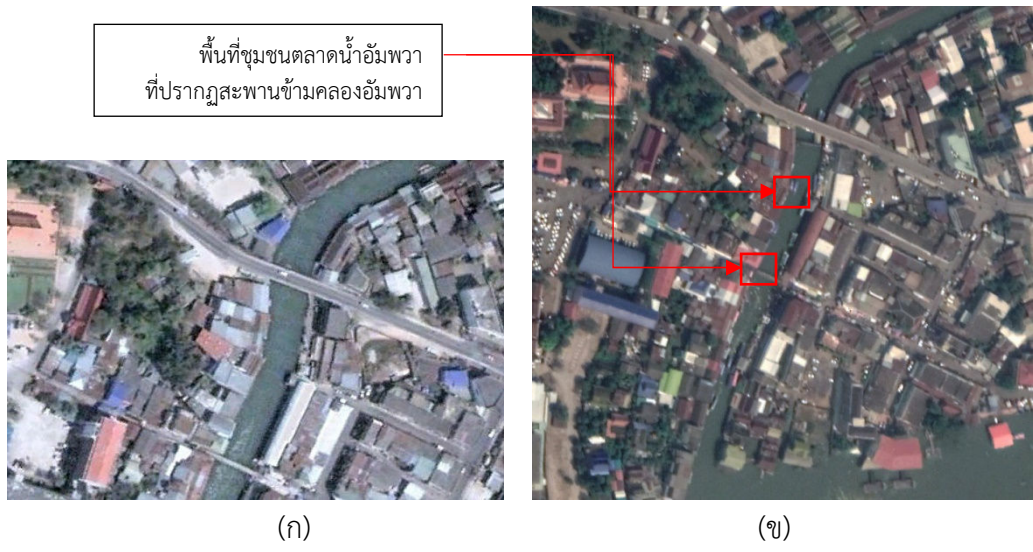 พื้นที่ชุมชนตลาดน้ำอัมพวา
ที่ปรากฏสะพานข้ามคลองอัมพวา
(ก)
(ข)